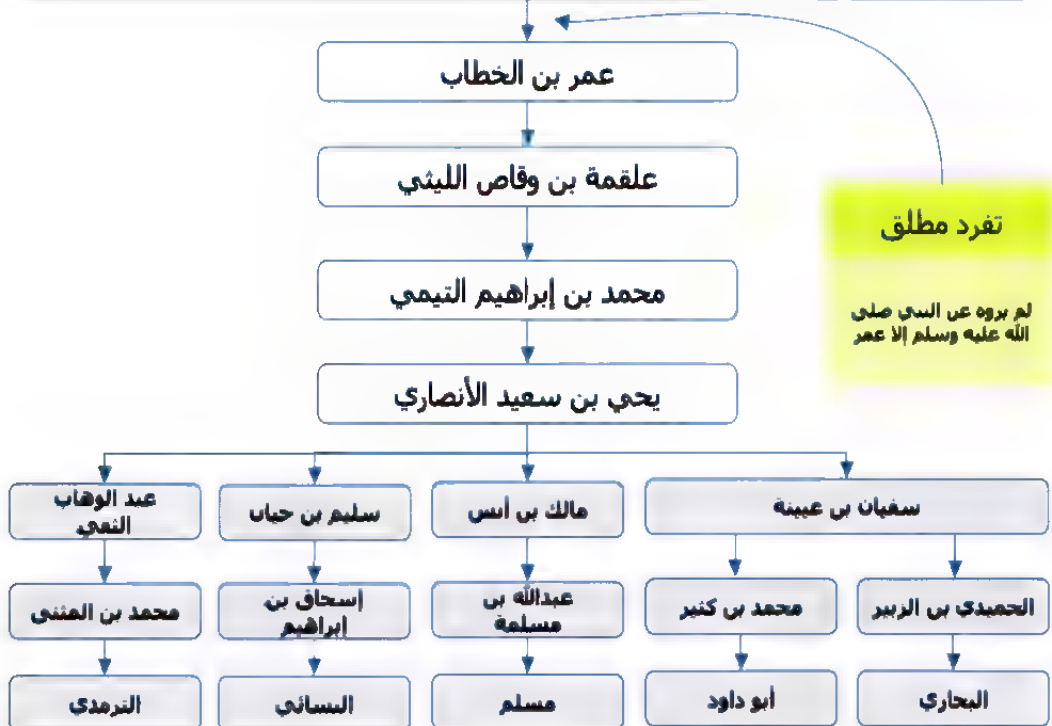 عمر بن الخطاب
علقمة بن وقاص الليثي
تفرد مطلق
لم يروه عن النبي صلى
الله عليه وسلم إلا عمر
محمد بن إبراهيم التيمي
يحي بن سعيد الأنصاري
سفيان بن عيينة
مالك بن أنس
سليم بن حيان
عبد الوهاب
الثقفي
الحميدي بن الزبير
محمد بن كثير
عبدالله بن
مسلمة
إسحاق بن
إبراهيم
محمد بن المثنى
البخاري
أبو داود
مسلم
النسائي
الترمذي